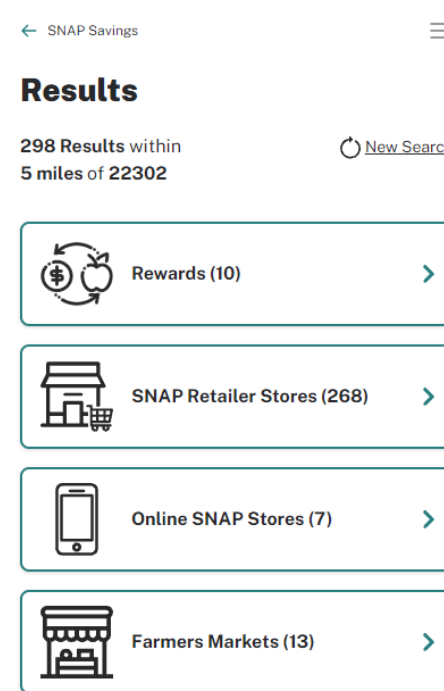 SNAP Savings
Results
298 Results within
5 miles of 22302
New Searc
Rewards (10)
SNAP Retailer Stores (268)
Online SNAP Stores (7)
Farmers Markets (13)